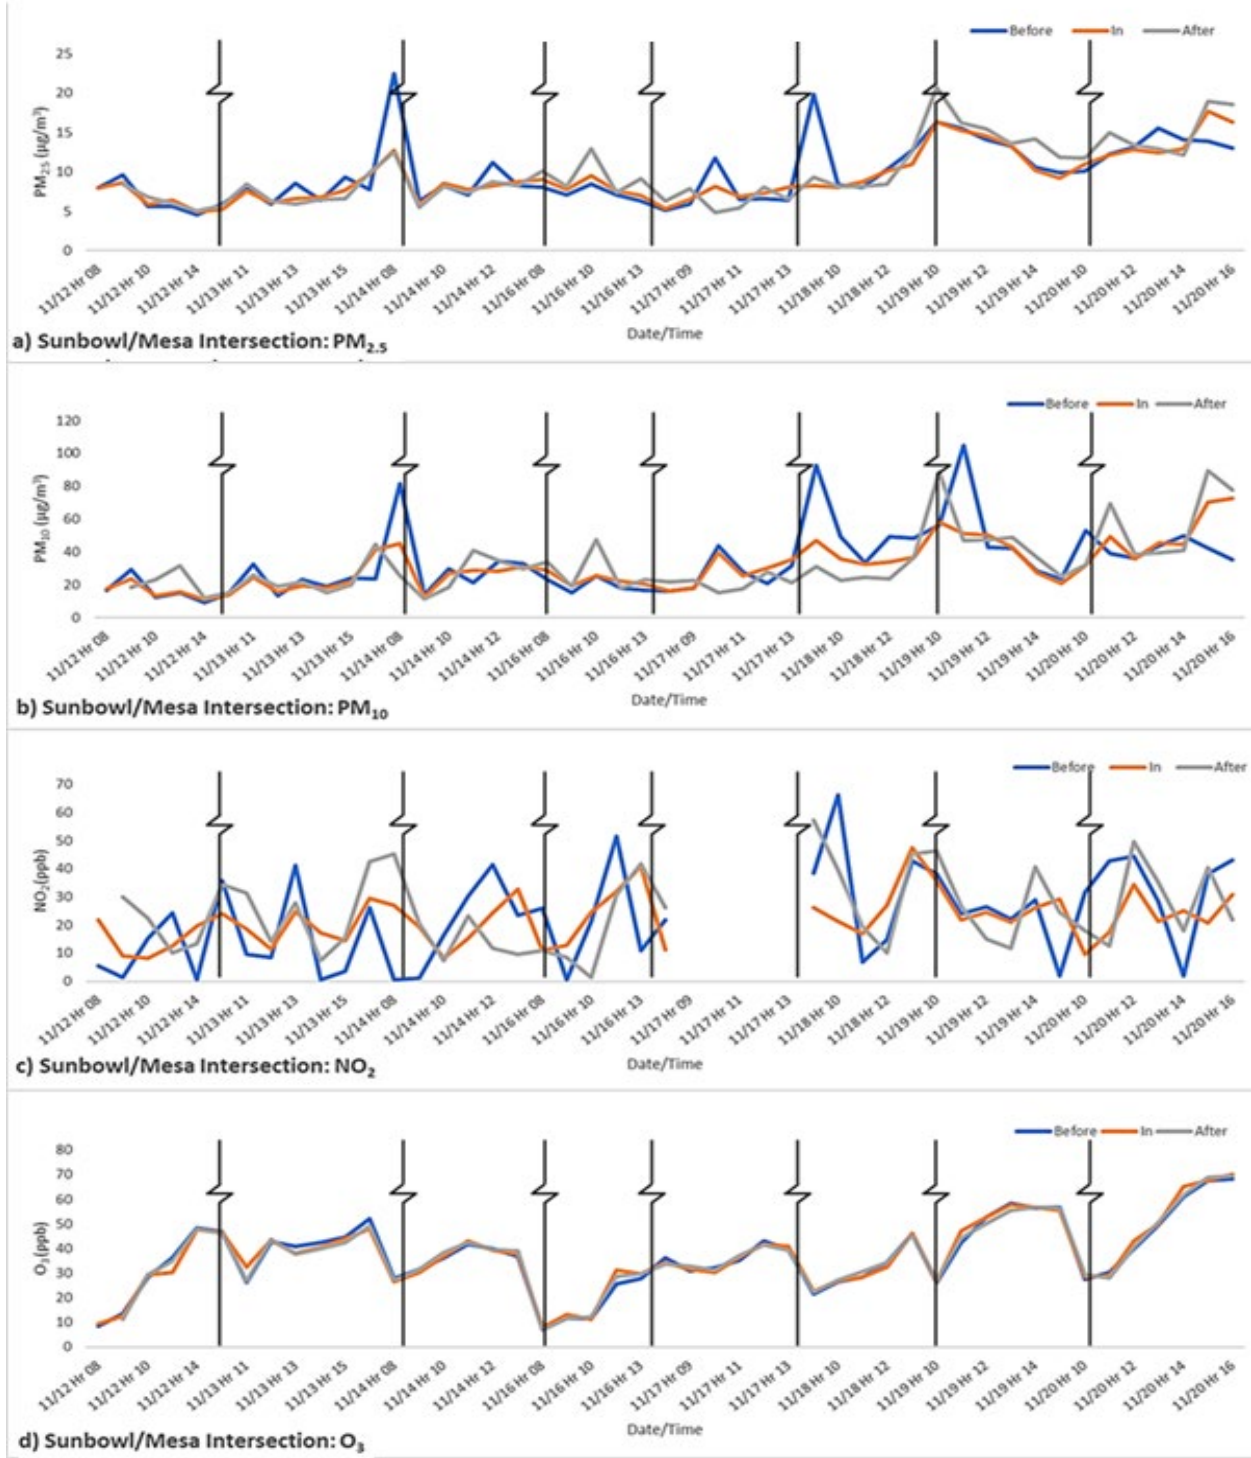 Before In After
25
20
15
10
5
0
PM2.5 (µg/m³)
11/12 Hr 08 11/12 Hr 10 11/12 Hr 14 11/13 Hr 11 11/13 Hr 13 11/13 Hr 15 11/14 Hr 08 11/14 Hr 10 11/14 Hr 12 11/16 Hr 08 11/16 Hr 10 11/16 Hr 13 11/17 Hr 09 11/17 Hr 11 11/17 Hr 13 11/18 Hr 10 11/18 Hr 12 11/19 Hr 10 11/19 Hr 12 11/19 Hr 14 11/20 Hr 10 11/20 Hr 12 11/20 Hr 14 11/20 Hr 16
Date/Time
a) Sunbowl/Mesa Intersection: PM2.5
Before In After
120
100
80
60
40
20
0
PM10 (µg/m³)
11/12 Hr 08 11/12 Hr 10 11/12 Hr 14 11/13 Hr 11 11/13 Hr 13 11/13 Hr 15 11/14 Hr 08 11/14 Hr 10 11/14 Hr 12 11/16 Hr 08 11/16 Hr 10 11/16 Hr 13 11/17 Hr 09 11/17 Hr 11 11/17 Hr 13 11/18 Hr 10 11/18 Hr 12 11/19 Hr 10 11/19 Hr 12 11/19 Hr 14 11/20 Hr 10 11/20 Hr 12 11/20 Hr 14 11/20 Hr 16
Date/Time
b) Sunbowl/Mesa Intersection: PM10
Before In After
70
60
50
40
30
20
10
0
NO2(ppb)
11/12 Hr 08 11/12 Hr 10 11/12 Hr 14 11/13 Hr 11 11/13 Hr 13 11/13 Hr 15 11/14 Hr 08 11/14 Hr 10 11/14 Hr 12 11/16 Hr 08 11/16 Hr 10 11/16 Hr 13 11/17 Hr 09 11/17 Hr 11 11/17 Hr 13 11/18 Hr 10 11/18 Hr 12 11/19 Hr 10 11/19 Hr 12 11/19 Hr 14 11/20 Hr 10 11/20 Hr 12 11/20 Hr 14 11/20 Hr 16
Date/Time
c) Sunbowl/Mesa Intersection: NO2
Before In After
80
70
60
50
40
30
20
10
0
O3(ppb)
11/12 Hr 08 11/12 Hr 10 11/12 Hr 14 11/13 Hr 11 11/13 Hr 13 11/13 Hr 15 11/14 Hr 08 11/14 Hr 10 11/14 Hr 12 11/16 Hr 08 11/16 Hr 10 11/16 Hr 13 11/17 Hr 09 11/17 Hr 11 11/17 Hr 13 11/18 Hr 10 11/18 Hr 12 11/19 Hr 10 11/19 Hr 12 11/19 Hr 14 11/20 Hr 10 11/20 Hr 12 11/20 Hr 14 11/20 Hr 16
Date/Time
d) Sunbowl/Mesa Intersection: O3